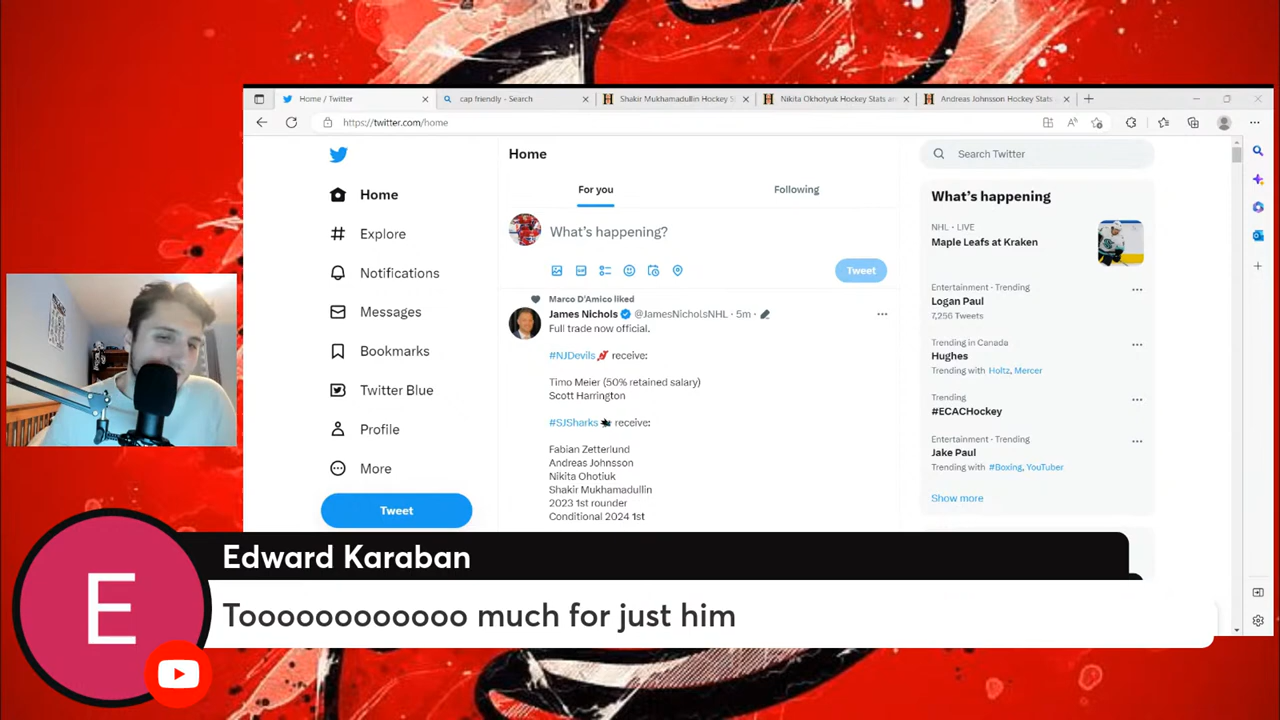 Home / Twitter
cap friendly - Search
Shakir Mukhamadullin Hockey S
Nikita Okhotyuk Hockey Stats an
Andreas Johnsson Hockey Stats
https://twitter.com/home
Home
Explore
Notifications
Messages
Bookmarks
Twitter Blue
Profile
More
Tweet
Home
For you
Following
What's happening?
GIF
Tweet
Marco D'Amico liked
James Nichols @JamesNicholsNHL · 5m ·
Full trade now official.
#NJDevils receive:
Timo Meier (50% retained salary)
Scott Harrington
#SJSharks receive:
Fabian Zetterlund
Andreas Johnsson
Nikita Ohotiuk
Shakir Mukhamadullin
2023 1st rounder
Conditional 2024 1st
Search Twitter
What's happening
NHL · LIVE
Maple Leafs at Kraken
Entertainment · Trending
Logan Paul
7,256 Tweets
Trending in Canada
Hughes
Trending with Holtz, Mercer
Trending
#ECACHockey
Entertainment · Trending
Jake Paul
Trending with #Boxing, YouTuber
Show more
E
Edward Karaban
Toooooooooooo much for just him